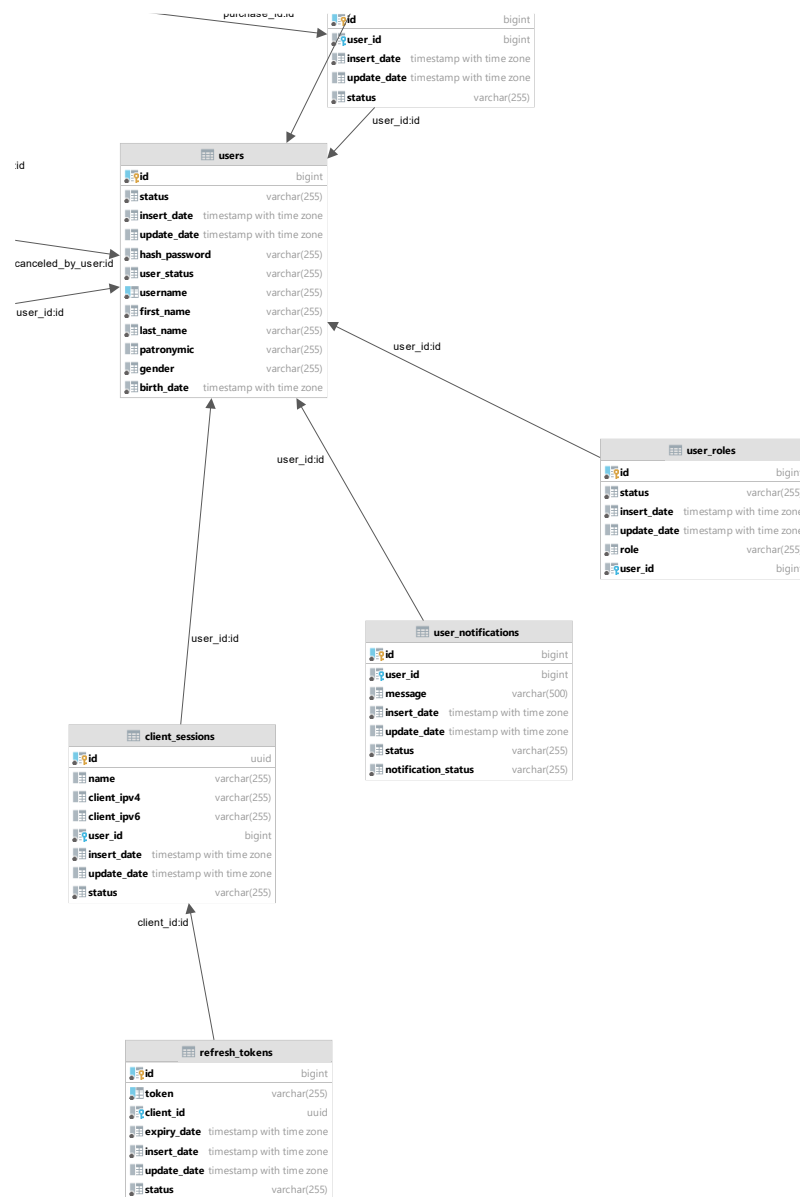 purchase_id:id
id bigint
user_id bigint
insert_date timestamp with time zone
update_date timestamp with time zone
status varchar(255)
user_id:id
:id
users
id bigint
status varchar(255)
insert_date timestamp with time zone
update_date timestamp with time zone
hash_password varchar(255)
canceled_by_user:id
user_status varchar(255)
username varchar(255)
first_name varchar(255)
user_id:id
last_name varchar(255)
patronymic varchar(255)
gender varchar(255)
birth_date timestamp with time zone
user_id:id
user_roles
id bigint
status varchar(255
insert_date timestamp with time zone
update_date timestamp with time zone
role varchar(255
user_id bigint
user_id:id
user_notifications
id bigint
user_id bigint
message varchar(500)
insert_date timestamp with time zone
update_date timestamp with time zone
status varchar(255)
notification_status varchar(255)
user_id:id
client_sessions
id uuid
name varchar(255)
client_ipv4 varchar(255)
client_ipv6 varchar(255)
user_id bigint
insert_date timestamp with time zone
update_date timestamp with time zone
status varchar(255)
client_id:id
refresh_tokens
id bigint
token varchar(255)
client_id uuid
expiry_date timestamp with time zone
insert_date timestamp with time zone
update_date timestamp with time zone
status varchar(255)